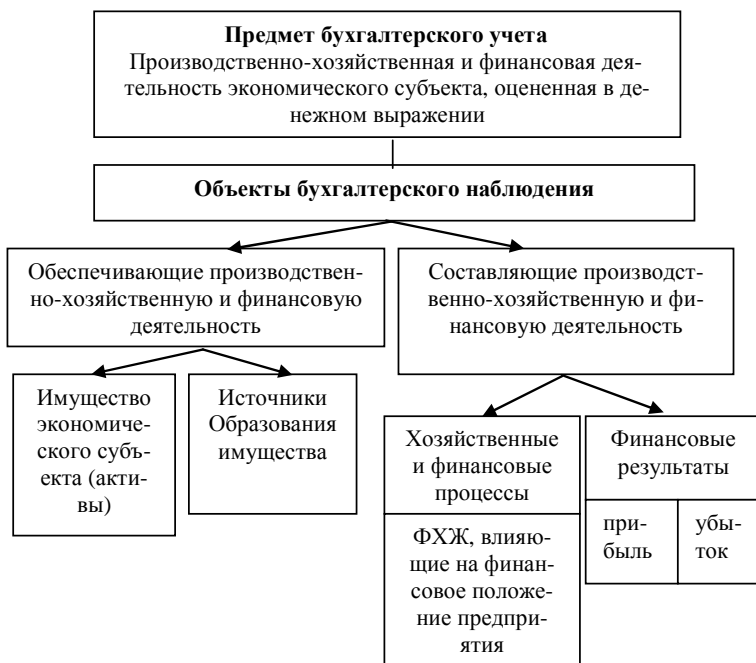 Предмет бухгалтерского учета
Производственно-хозяйственная и финансовая дея-
тельность экономического субъекта, оцененная в де-
нежном выражении
Объекты бухгалтерского наблюдения
Обеспечивающие производствен-
но-хозяйственную и финансовую
деятельность
Составляющие производст-
венно-хозяйственную и фи-
нансовую деятельность
Имущество
экономиче-
ского субъ-
екта (акти-
вы)
Источники
Образования
имущества
Хозяйственные
и финансовые
процессы
ФХЖ, влияю-
щие на финан-
совое положе-
ние предпри-
ятия
Финансовые
результаты
при-
быль
убы-
ток